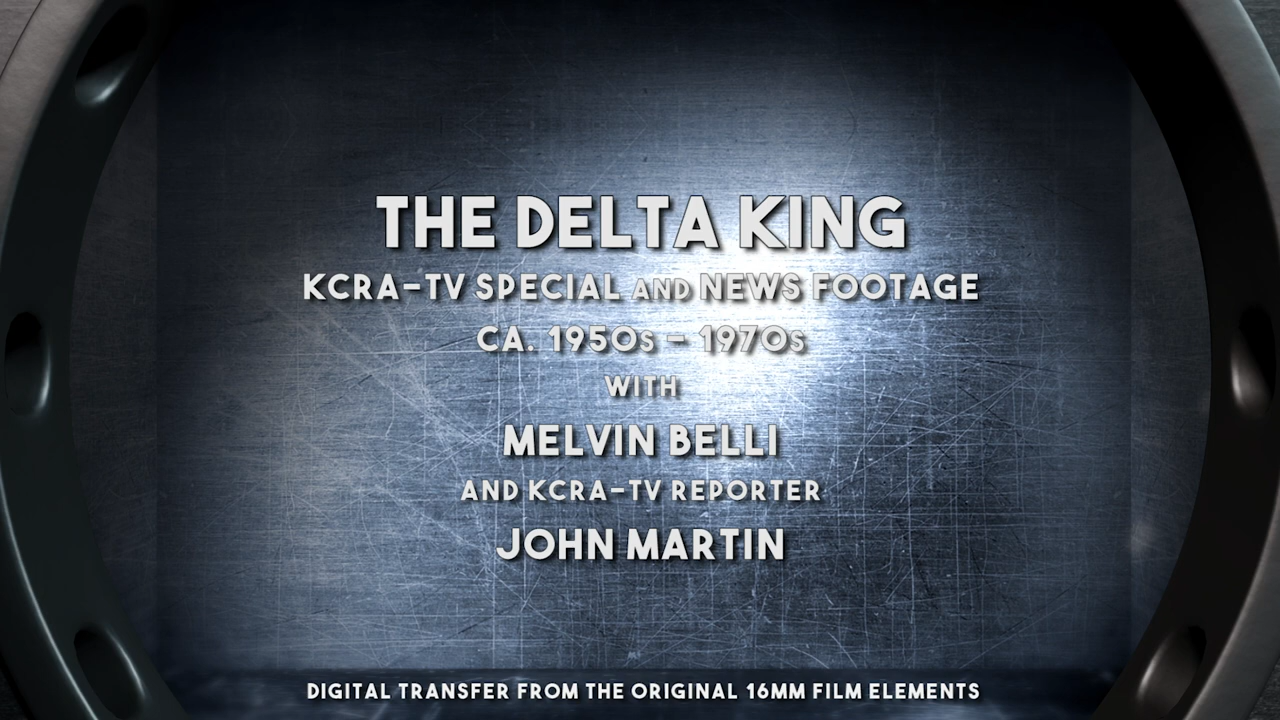 THE DELTA KING
KCRA-TV SPECIAL AND NEWS FOOTAGE
CA. 1950s - 1970s
WITH
MELVIN BELLI
AND KCRA-TV REPORTER
JOHN MARTIN
DIGITAL TRANSFER FROM THE ORIGINAL 16MM FILM ELEMENTS